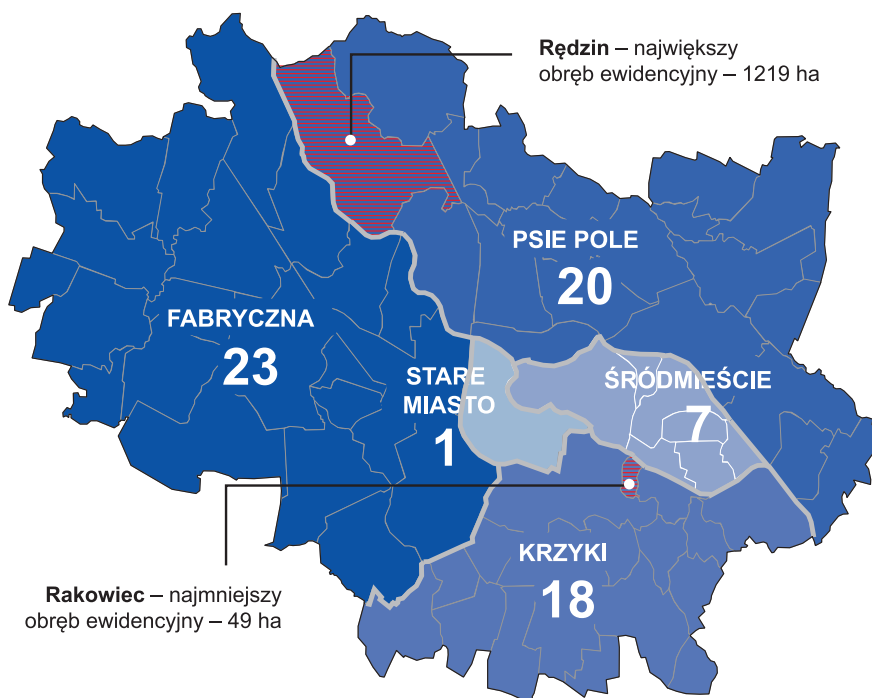 Rędzin – największy
obręb ewidencyjny – 1219 ha
PSIE POLE
20
FABRYCZNA
23
STARE
MIASTO
1
ŚRÓDMIEŚCIE
7
KRZYKI
18
Rakowiec – najmniejszy
obręb ewidencyjny – 49 ha